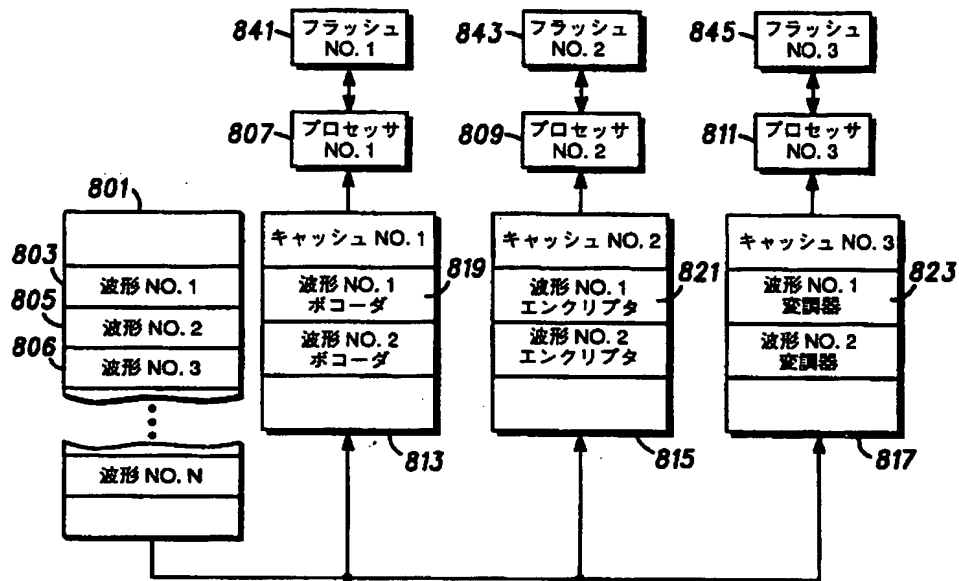 841
フラッシュ
NO. 1
843
フラッシュ
NO. 2
845
フラッシュ
NO. 3
807
プロセッサ
NO. 1
809
プロセッサ
NO. 2
811
プロセッサ
NO. 3
801
803
波形 NO. 1
805
波形 NO. 2
806
波形 NO. 3
波形 NO. N
キャッシュ NO. 1
波形 NO. 1
ボコーダ
819
波形 NO. 2
ボコーダ
813
キャッシュ NO. 2
波形 NO. 1
エンクリプタ
821
波形 NO. 2
エンクリプタ
815
キャッシュ NO. 3
波形 NO. 1
変調器
823
波形 NO. 2
変調器
817